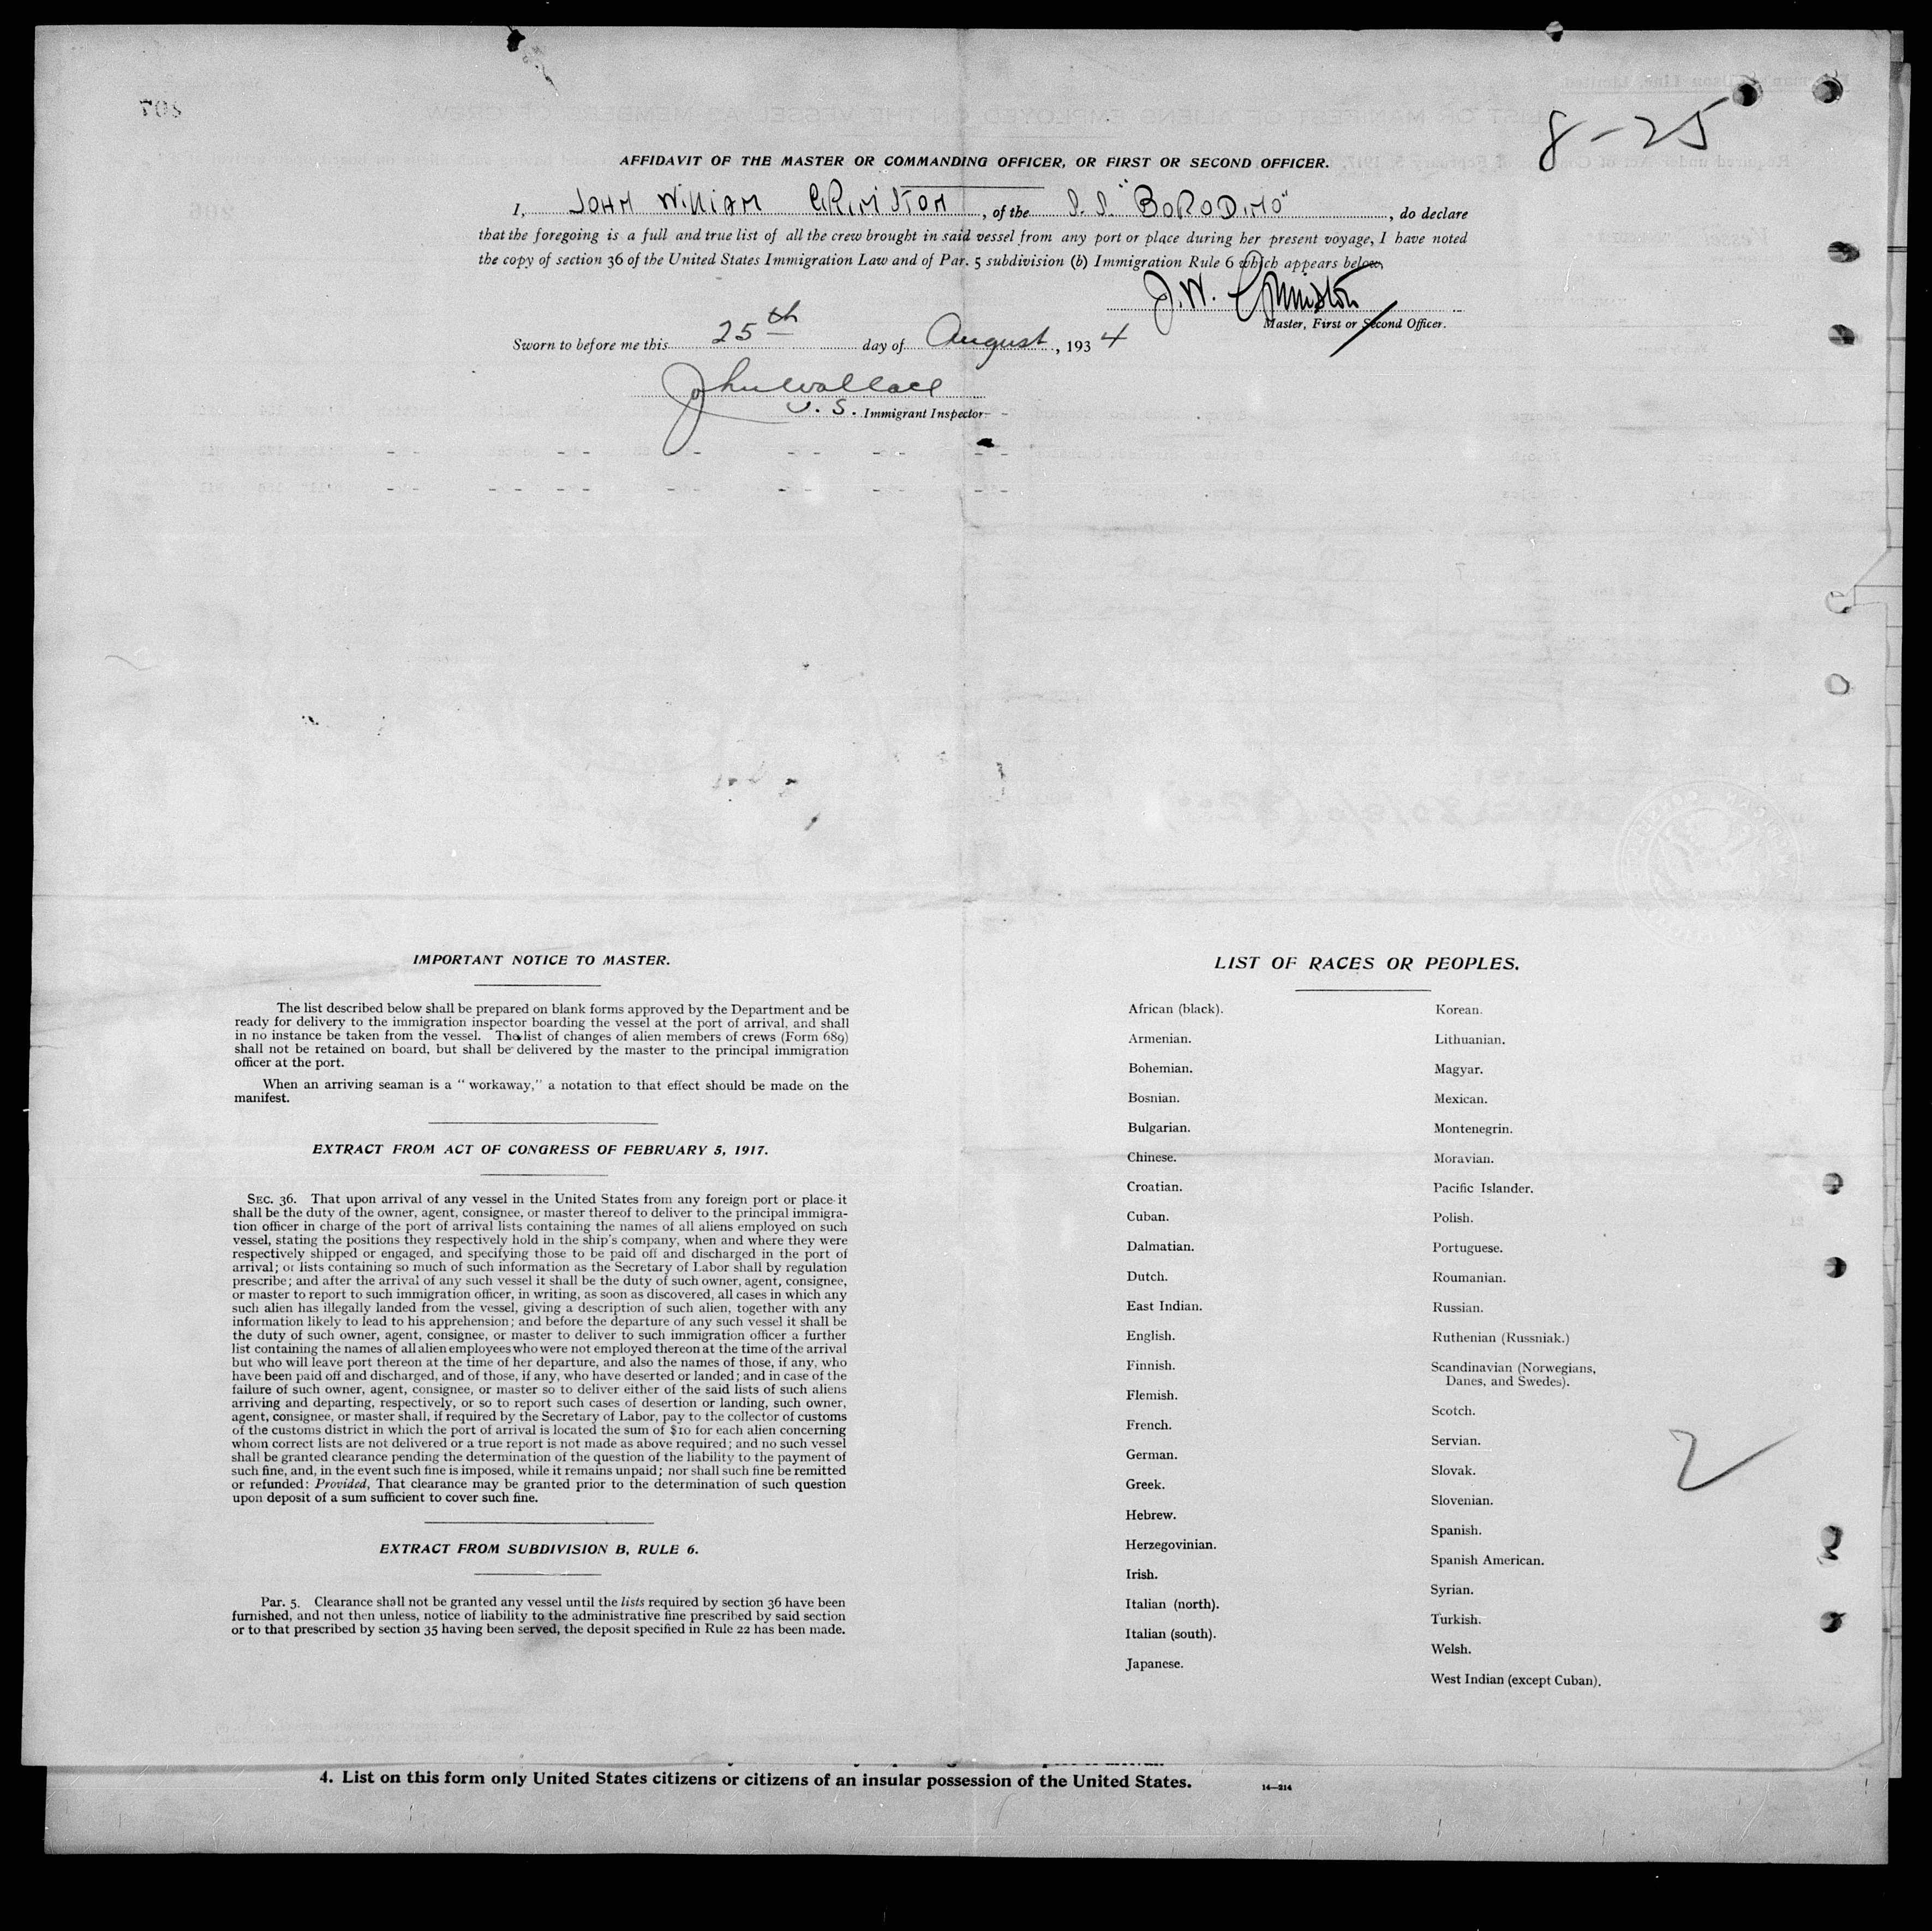 8-25
AFFIDAVIT OF THE MASTER OR COMMANDING OFFICER, OR FIRST OR SECOND OFFICER.
I, JOHN WILLIAM GRIMSTON, of the S.S. "BORODINO", do declare
that the foregoing is a full and true list of all the crew brought in said vessel from any port or place during her present voyage, I have noted
the copy of section 36 of the United States Immigration Law and of Par. 5 subdivision (b) Immigration Rule 6 which appears below.
J. W. Grimston
Master, First or Second Officer.
Sworn to before me this 25th day of August, 1934
John Wallace
U. S. Immigrant Inspector
IMPORTANT NOTICE TO MASTER.
The list described below shall be prepared on blank forms approved by the Department and be
ready for delivery to the immigration inspector boarding the vessel at the port of arrival, and shall
in no instance be taken from the vessel. The list of changes of alien members of crews (Form 689)
shall not be retained on board, but shall be delivered by the master to the principal immigration
officer at the port.
When an arriving seaman is a "workaway," a notation to that effect should be made on the
manifest.
EXTRACT FROM ACT OF CONGRESS OF FEBRUARY 5, 1917.
SEC. 36. That upon arrival of any vessel in the United States from any foreign port or place it
shall be the duty of the owner, agent, consignee, or master thereof to deliver to the principal immigra-
tion officer in charge of the port of arrival lists containing the names of all aliens employed on such
vessel, stating the positions they respectively hold in the ship's company, when and where they were
respectively shipped or engaged, and specifying those to be paid off and discharged in the port of
arrival; or lists containing so much of such information as the Secretary of Labor shall by regulation
prescribe; and after the arrival of any such vessel it shall be the duty of such owner, agent, consignee,
or master to report to such immigration officer, in writing, as soon as discovered, all cases in which any
such alien has illegally landed from the vessel, giving a description of such alien, together with any
information likely to lead to his apprehension; and before the departure of any such vessel it shall be
the duty of such owner, agent, consignee, or master to deliver to such immigration officer a further
list containing the names of all alien employees who were not employed thereon at the time of the arrival
but who will leave port thereon at the time of her departure, and also the names of those, if any, who
have been paid off and discharged, and of those, if any, who have deserted or landed; and in case of the
failure of such owner, agent, consignee, or master so to deliver either of the said lists of such aliens
arriving and departing, respectively, or so to report such cases of desertion or landing, such owner,
agent, consignee, or master shall, if required by the Secretary of Labor, pay to the collector of customs
of the customs district in which the port of arrival is located the sum of $10 for each alien concerning
whom correct lists are not delivered or a true report is not made as above required; and no such vessel
shall be granted clearance pending the determination of the question of the liability to the payment of
such fine, and, in the event such fine is imposed, while it remains unpaid; nor shall such fine be remitted
or refunded: Provided, That clearance may be granted prior to the determination of such question
upon deposit of a sum sufficient to cover such fine.
EXTRACT FROM SUBDIVISION B, RULE 6.
Par. 5. Clearance shall not be granted any vessel until the lists required by section 36 have been
furnished, and not then unless, notice of liability to the administrative fine prescribed by said section
or to that prescribed by section 35 having been served, the deposit specified in Rule 22 has been made.
LIST OF RACES OR PEOPLES.
African (black).
Armenian.
Bohemian.
Bosnian.
Bulgarian.
Chinese.
Croatian.
Cuban.
Dalmatian.
Dutch.
East Indian.
English.
Finnish.
Flemish.
French.
German.
Greek.
Hebrew.
Herzegovinian.
Irish.
Italian (north).
Italian (south).
Japanese.
Korean.
Lithuanian.
Magyar.
Mexican.
Montenegrin.
Moravian.
Pacific Islander.
Polish.
Portuguese.
Roumanian.
Russian.
Ruthenian (Russniak.)
Scandinavian (Norwegians,
Danes, and Swedes).
Scotch.
Servian.
Slovak.
Slovenian.
Spanish.
Spanish American.
Syrian.
Turkish.
Welsh.
West Indian (except Cuban).
2
4. List on this form only United States citizens or citizens of an insular possession of the United States.
14—214